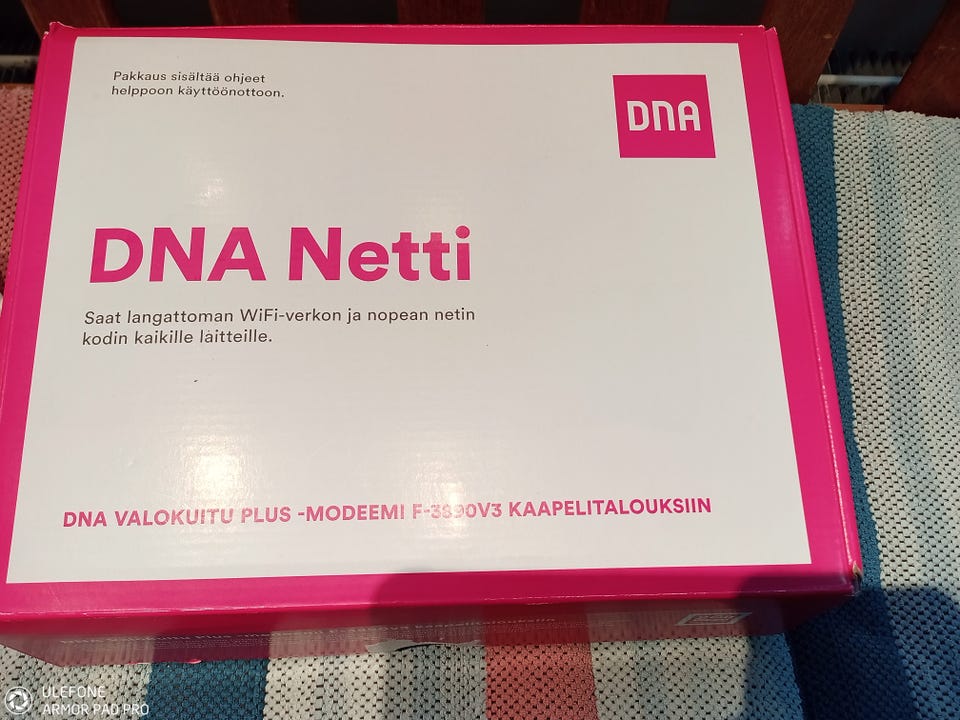 Pakkaus sisältää ohjeet
helppoon käyttöönottoon.
DNA
DNA Netti
Saat langattoman WiFi-verkon ja nopean netin
kodin kaikille laitteille.
DNA VALOKUITU PLUS -MODEEMI F-3890V3 KAAPELITALOUKSIIN
ULEFONE
ARMOR PAD PRO